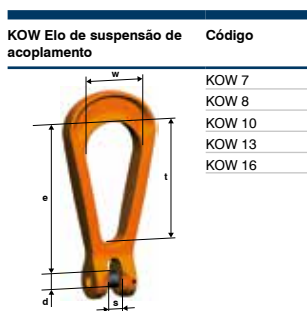 KOW Elo de suspensão de
acoplamento
Código
w
e
t
d
s
KOW 7
KOW 8
KOW 10
KOW 13
KOW 16